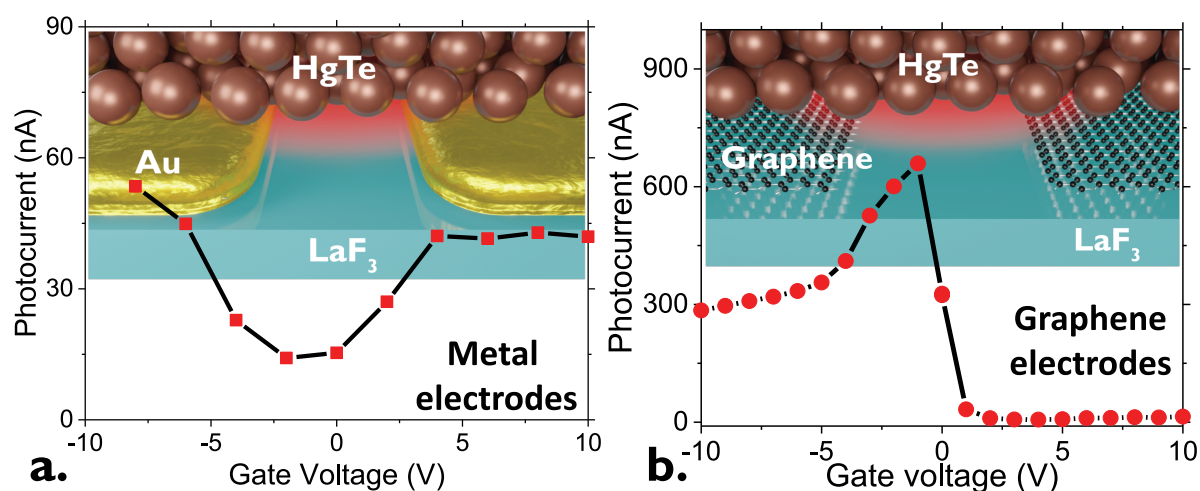 90
60
30
0
Photocurrent (nA)
HgTe
Au
LaF3
Metal
electrodes
-10
-5
0
5
10
Gate Voltage (V)
a.
900
600
300
0
Photocurrent (nA)
HgTe
Graphene
LaF3
Graphene
electrodes
-10
-5
0
5
10
Gate voltage (V)
b.